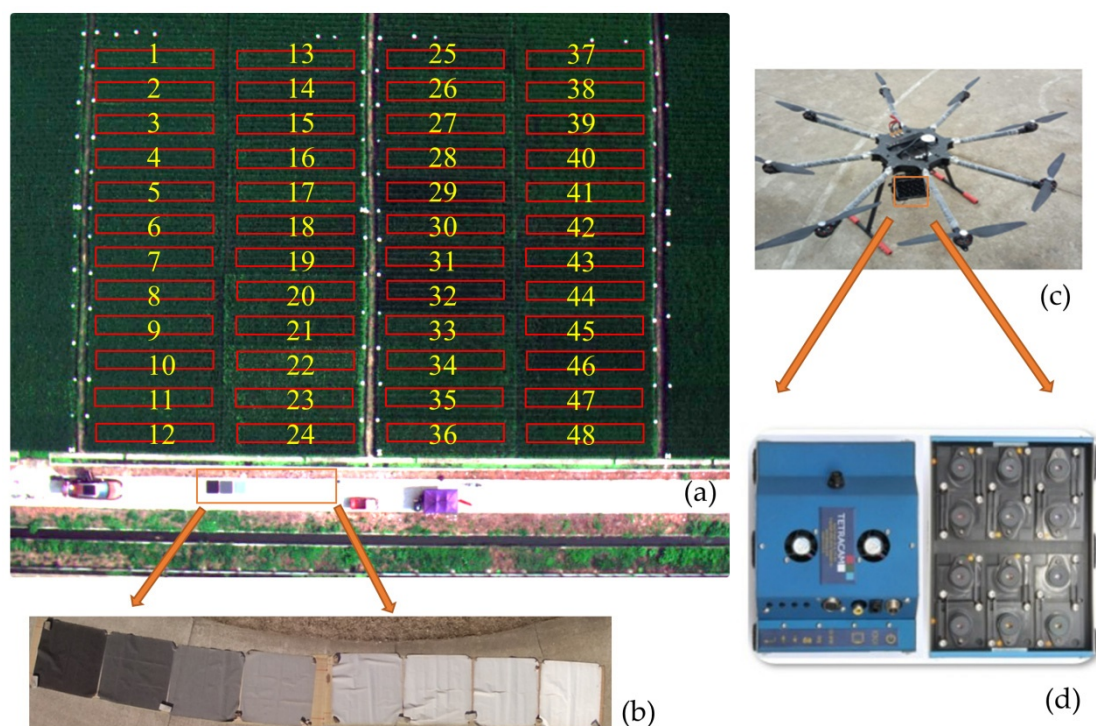 1 13 25 37
2 14 26 38
3 15 27 39
4 16 28 40
5 17 29 41
6 18 30 42
7 19 31 43
8 20 32 44
9 21 33 45
10 22 34 46
11 23 35 47
12 24 36 48
(a)
(b)
(c)
TETRACAM
(d)